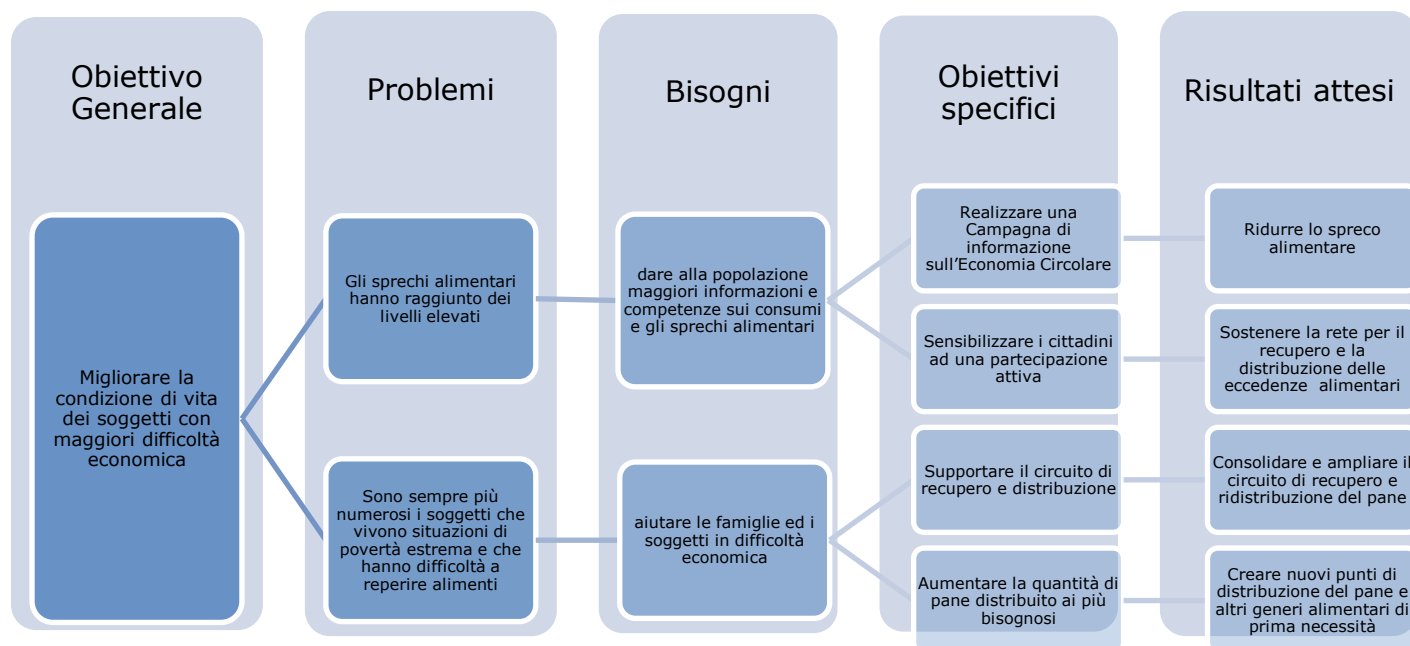 Obiettivo
Generale
Problemi
Bisogni
Obiettivi
specifici
Risultati attesi
Migliorare la
condizione di vita
dei soggetti con
maggiori difficoltà
economica
Gli sprechi alimentari
hanno raggiunto dei
livelli elevati
Sono sempre più
numerosi i soggetti che
vivono situazioni di
povertà estrema e che
hanno difficoltà a
reperire alimenti
dare alla popolazione
maggiori informazioni e
competenze sui consumi
e gli sprechi alimentari
aiutare le famiglie ed i
soggetti in difficoltà
economica
Realizzare una
Campagna di
informazione
sull’Economia Circolare
Sensibilizzare i cittadini
ad una partecipazione
attiva
Supportare il circuito di
recupero e distribuzione
Aumentare la quantità di
pane distribuito ai più
bisognosi
Ridurre lo spreco
alimentare
Sostenere la rete per il
recupero e la
distribuzione delle
eccedenze alimentari
Consolidare e ampliare il
circuito di recupero e
ridistribuzione del pane
Creare nuovi punti di
distribuzione del pane e
altri generi alimentari di
prima necessità